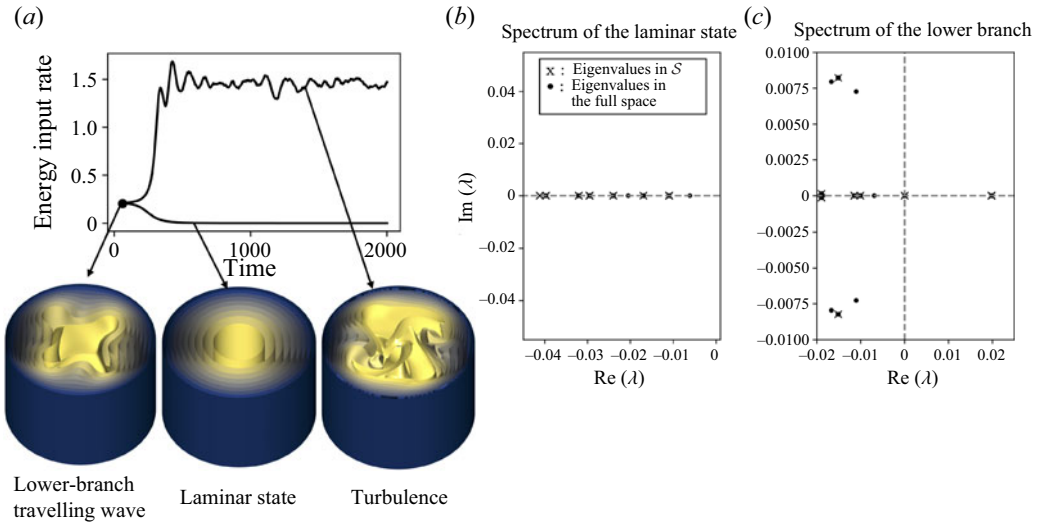 (a)
Energy input rate
1.5
1.0
0.5
0
0
1000
2000
Time
Lower-branch
travelling wave
Laminar state
Turbulence
(b)
Spectrum of the laminar state
x : Eigenvalues in S
• : Eigenvalues in
the full space
Im (λ)
0.04
0.02
0
–0.02
–0.04
–0.04
–0.03
–0.02
–0.01
0
Re (λ)
(c)
Spectrum of the lower branch
0.0100
0.0075
0.0050
0.0025
0
–0.0025
–0.0050
–0.0075
–0.0100
–0.02
–0.01
0
0.01
0.02
Re (λ)